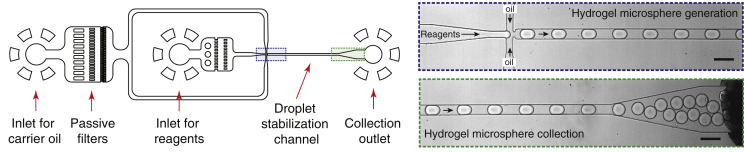 Inlet for
carrier oil
Passive
filters
Inlet for
reagents
Droplet
stabilization
channel
Collection
outlet
oil
Hydrogel microsphere generation
Reagents
oil
Hydrogel microsphere collection